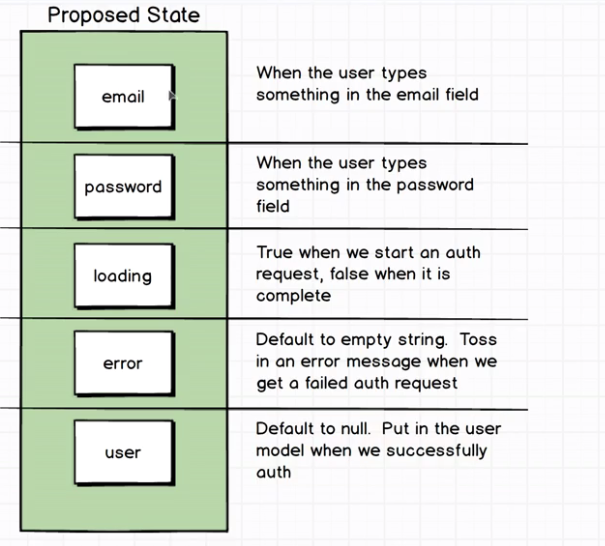 Proposed State
email
When the user types
something in the email field
password
When the user types
something in the password
field
loading
True when we start an auth
request, false when it is
complete
error
Default to empty string. Toss
in an error message when we
get a failed auth request
user
Default to null. Put in the user
model when we successfully
auth